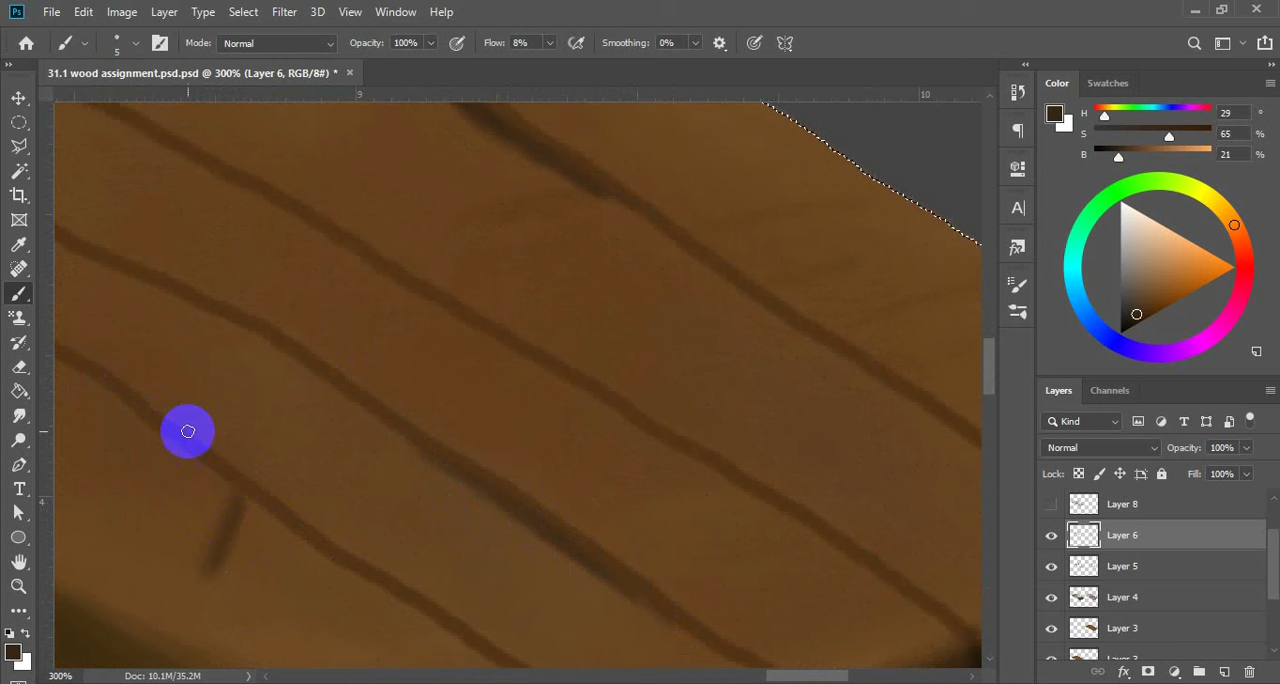 Ps File Edit Image Layer Type Select Filter 3D View Window Help
5 Mode: Normal Opacity: 100% Flow: 8% Smoothing: 0%
31.1 wood assignment.psd.psd @ 300% (Layer 6, RGB/8#) * ×
9 10
4
Color Swatches
H 29 °
S 65 %
B 21 %
Layers Channels
Kind
Normal Opacity: 100%
Lock: Fill: 100%
Layer 8
Layer 6
Layer 5
Layer 4
Layer 3
300% Doc: 10.1M/35.2M